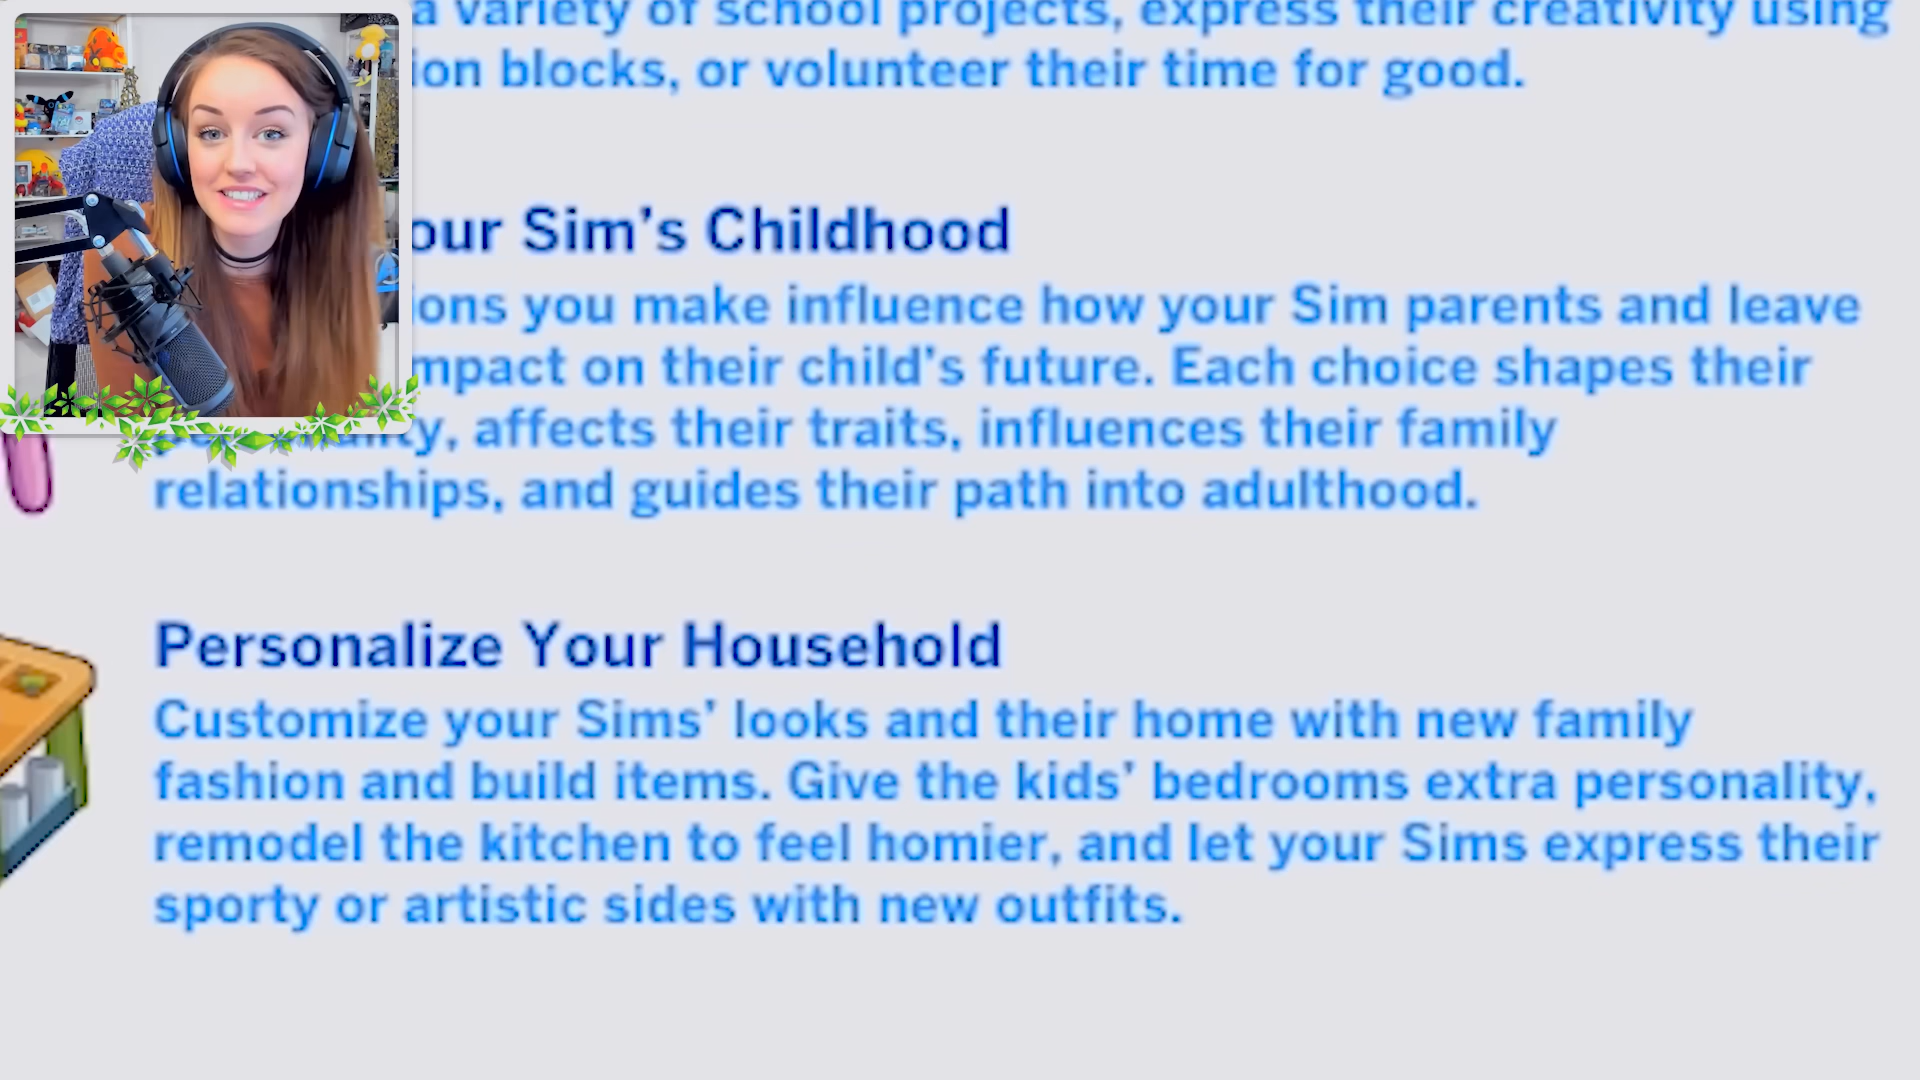 a variety of school projects, express their creativity using
ion blocks, or volunteer their time for good.
our Sim's Childhood
ons you make influence how your Sim parents and leave
mpact on their child's future. Each choice shapes their
ty, affects their traits, influences their family
relationships, and guides their path into adulthood.
Personalize Your Household
Customize your Sims' looks and their home with new family
fashion and build items. Give the kids' bedrooms extra personality,
remodel the kitchen to feel homier, and let your Sims express their
sporty or artistic sides with new outfits.